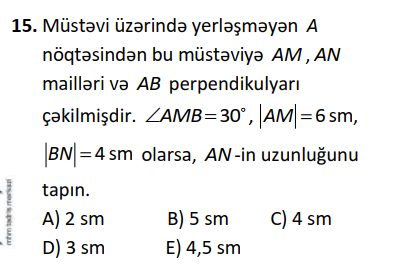 15. Müstəvi üzərində yerləşməyən A
nöqtəsindən bu müstəviyə AM, AN
mailləri və AB perpendikulyarı
çəkilmişdir. ∠AMB=30°, |AM|=6 sm,
|BN|=4 sm olarsa, AN-in uzunluğunu
tapın.
A) 2 sm B) 5 sm C) 4 sm
D) 3 sm E) 4,5 sm